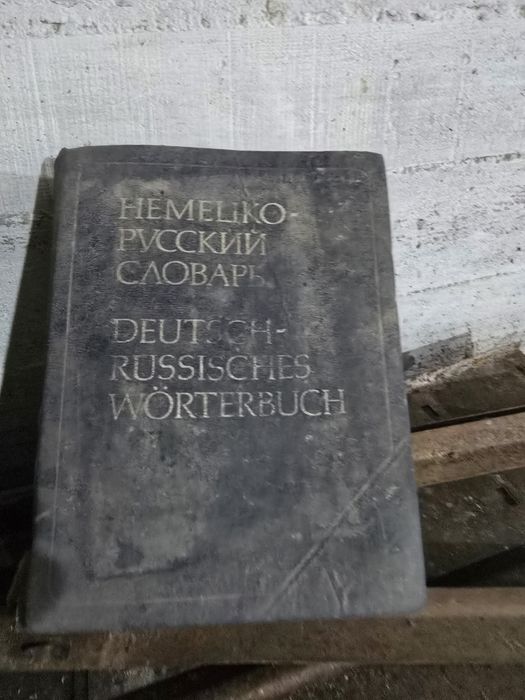 НЕМЕЦКО-
РУССКИЙ
СЛОВАРЬ
DEUTSCH-
RUSSISCHES
WÖRTERBUCH